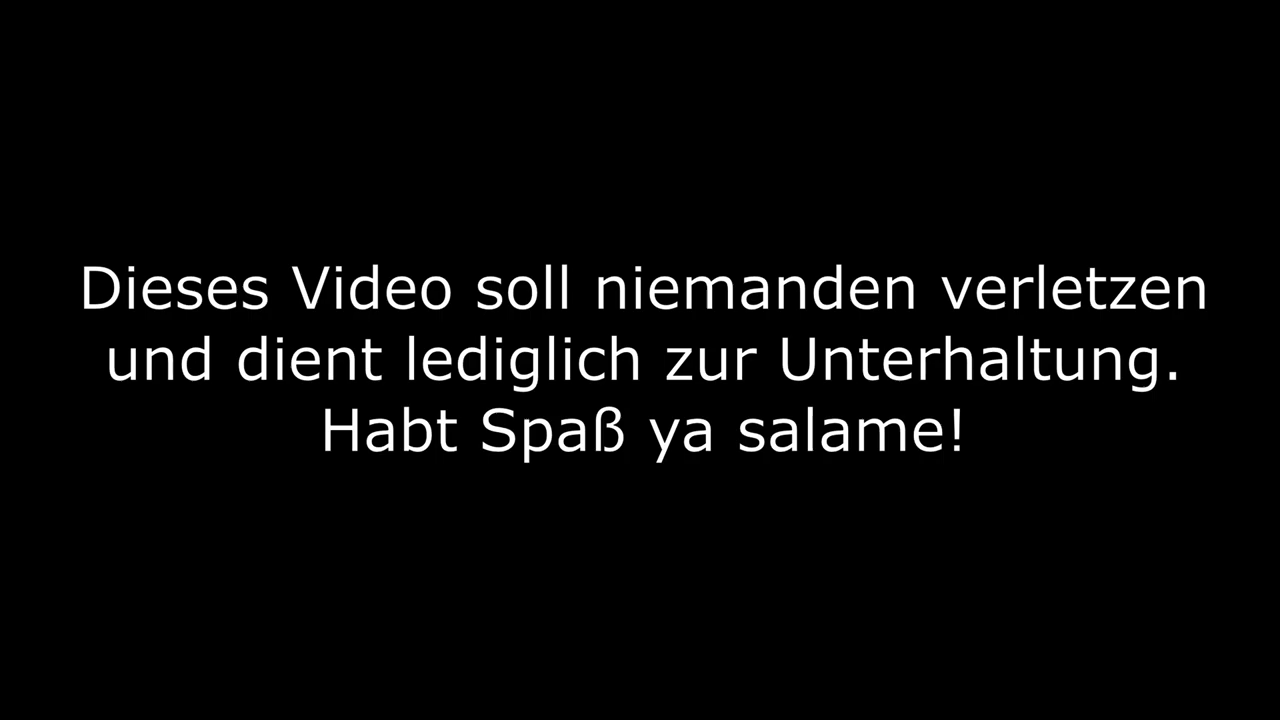 Dieses Video soll niemanden verletzen
und dient lediglich zur Unterhaltung.
Habt Spaß ya salame!